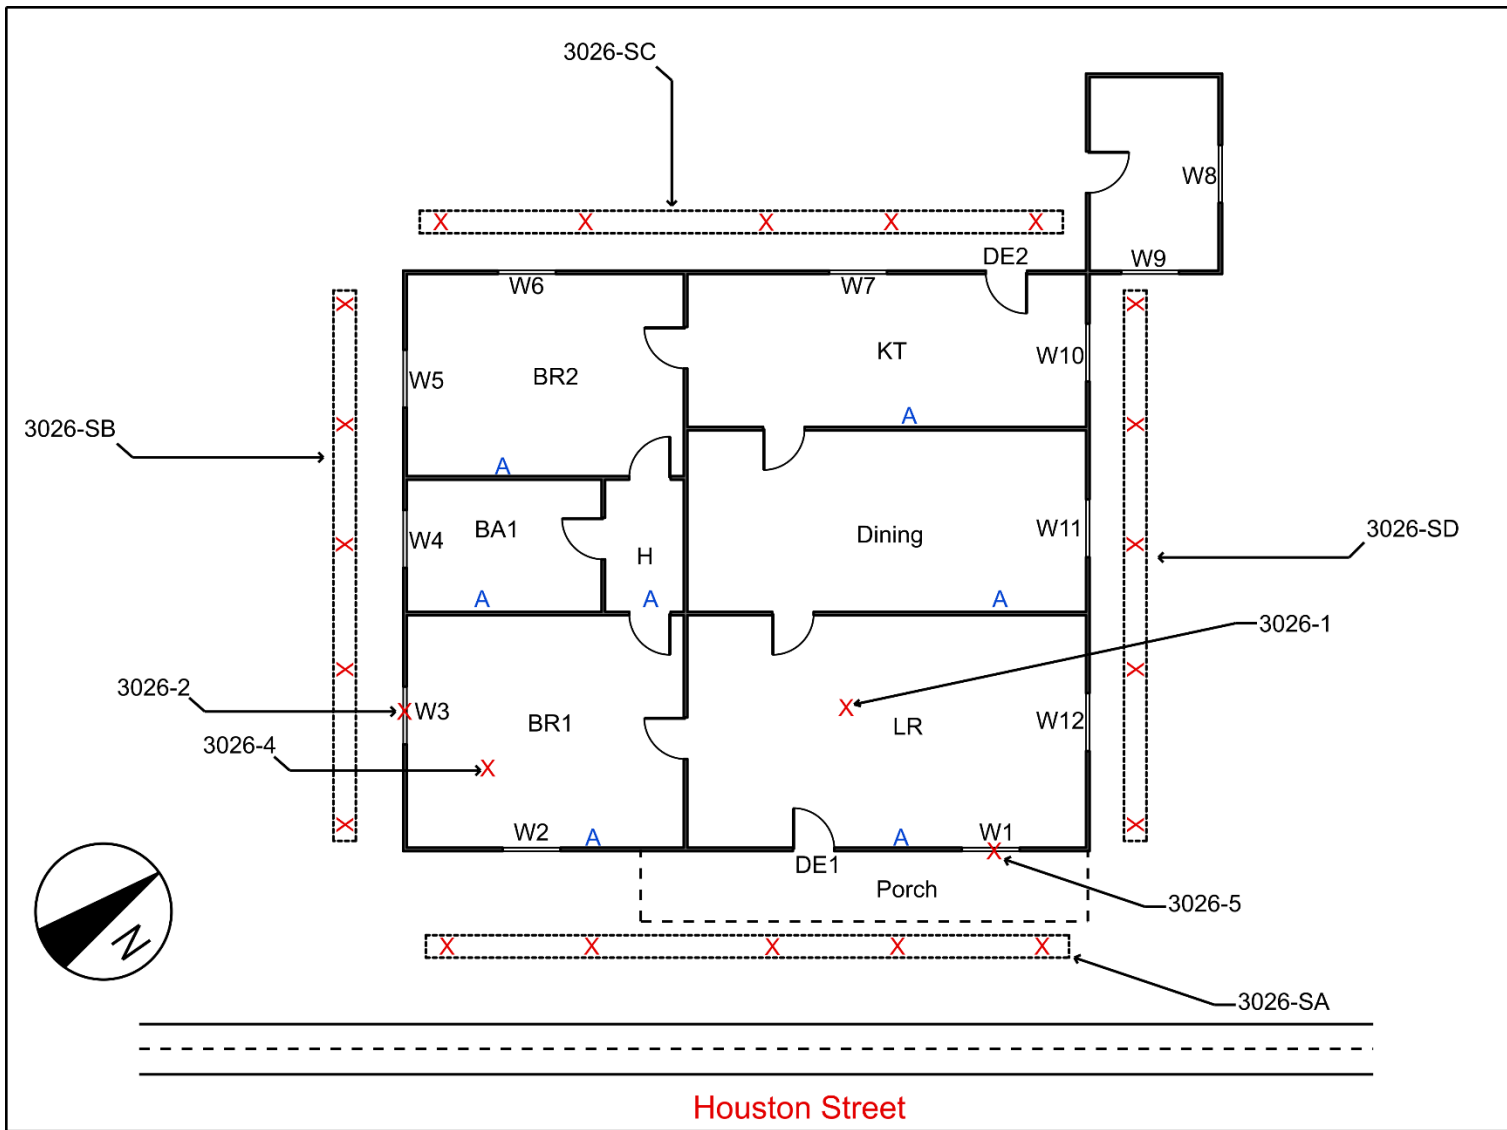 3026-SC
W8
X X X X X
DE2
W9
W6
W7
X
X
KT
W10
BR2
W5
A
X
X
3026-SB
A
BA1
W4
Dining
W11
3026-SD
X
X
H
A
A
A
3026-1
X
X
3026-2
X
W3
BR1
X
LR
W12
3026-4
X
W2
A
A
W1
X
X
X
DE1
Porch
3026-5
N
X X X X X
3026-SA
Houston Street